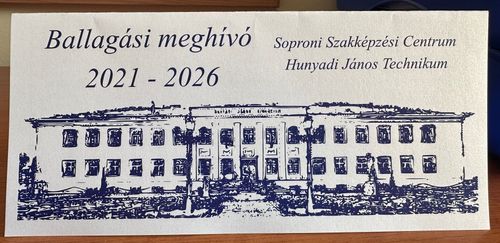 Ballagási meghívó
2021 - 2026
Soproni Szakképzési Centrum
Hunyadi János Technikum